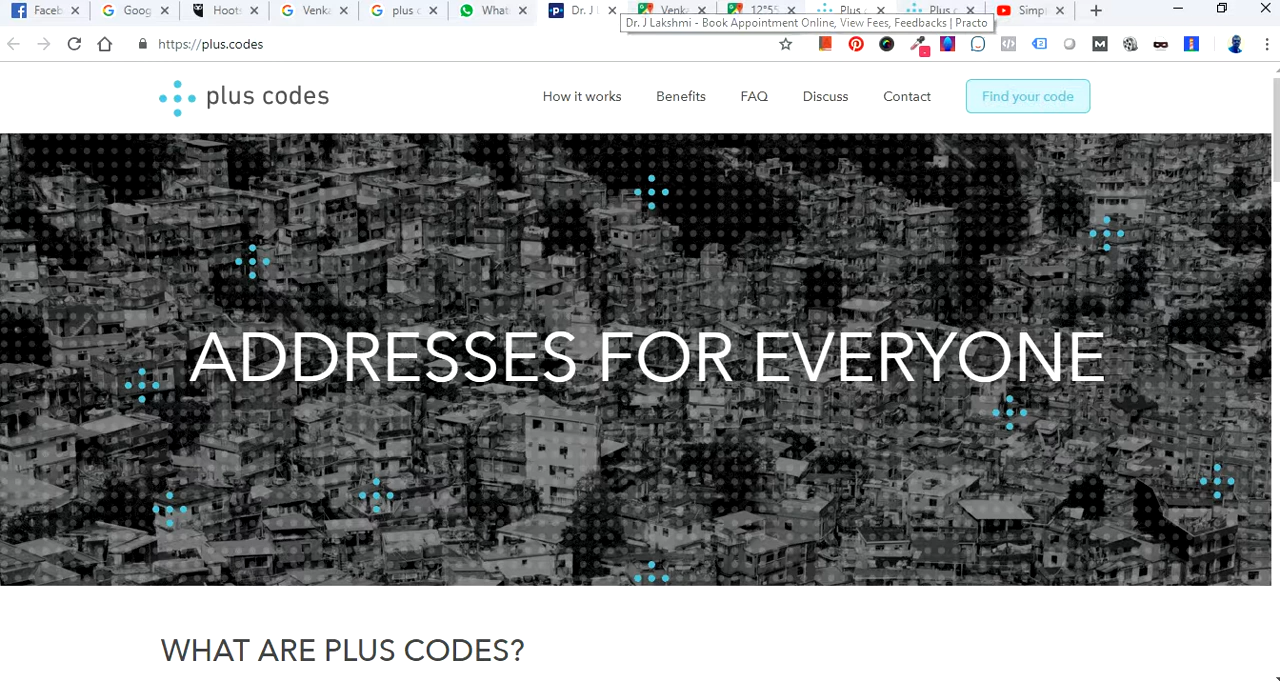 Faceb Goog Hoots Venka plus c What Dr. J L Venka 12°55 Plus c Plus c Simp
Dr. J Lakshmi - Book Appointment Online, View Fees, Feedbacks | Practo
https://plus.codes
plus codes How it works Benefits FAQ Discuss Contact Find your code
ADDRESSES FOR EVERYONE
WHAT ARE PLUS CODES?